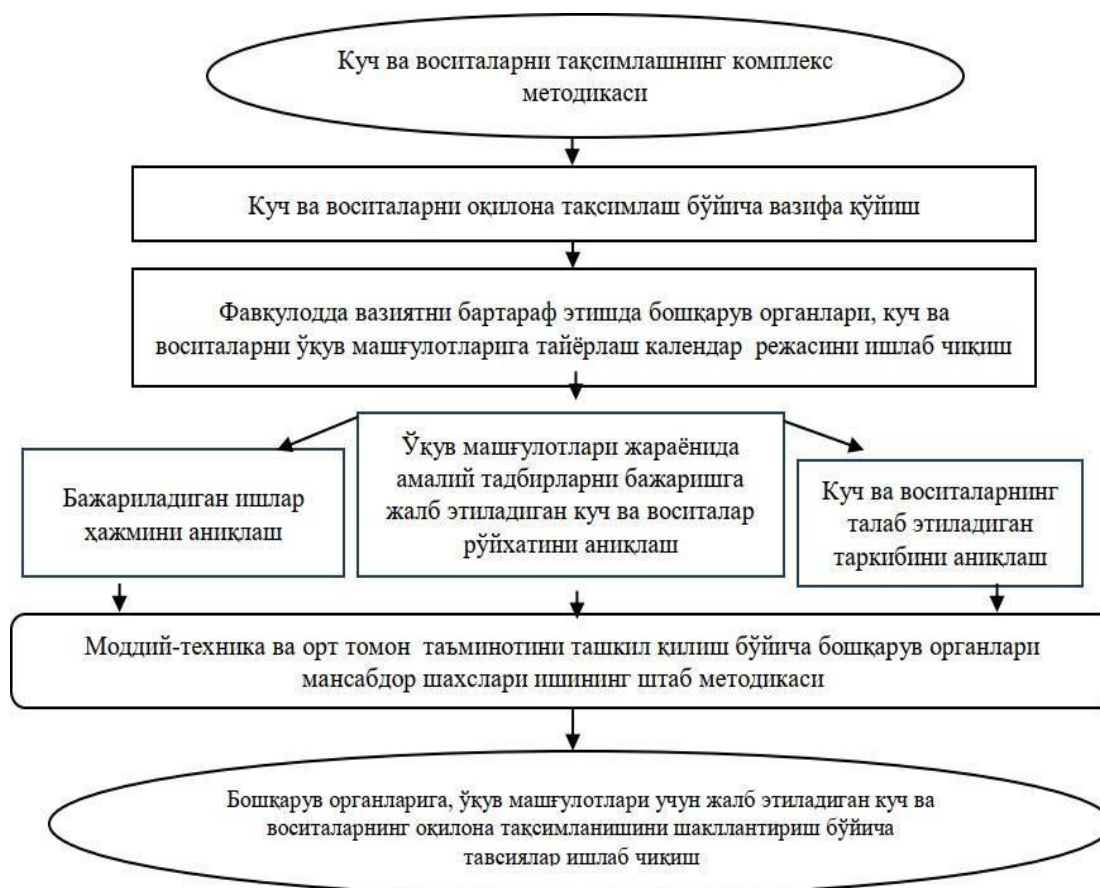 Куч ва воситаларни тақсимлашнинг комплекс
методикаси
Куч ва воситаларни оқилона тақсимлаш бўйича вазифа қўйиш
Фавқулодда вазиятни бартараф этишда бошқарув органлари, куч ва
воситаларни ўқув машғулотларига тайёрлаш календар режасини ишлаб чиқиш
Бажариладиган ишлар
ҳажмини аниқлаш
Ўқув машғулотлари жараёнида
амалий тадбирларни бажаришга
жалб этиладиган куч ва воситалар
рўйхатини аниқлаш
Куч ва воситаларнинг
талаб этиладиган
таркибини аниқлаш
Моддий-техника ва орт томон таъминотини ташкил қилиш бўйича бошқарув органлари
мансабдор шахслари ишининг штаб методикаси
Бошқарув органларига, ўқув машғулотлари учун жалб этиладиган куч ва
воситаларнинг оқилона тақсимланишини шакллантириш бўйича
тавсиялар ишлаб чиқиш